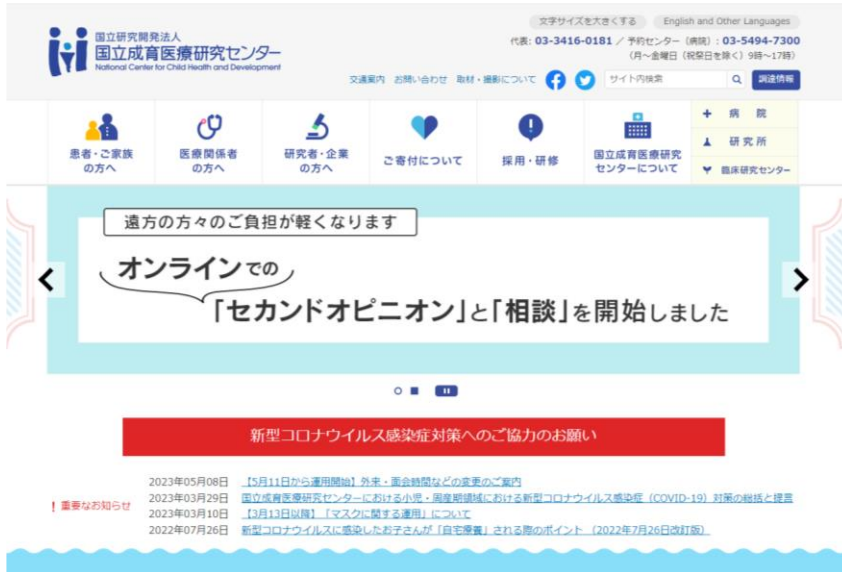 文字サイズを大きくする English and Other Languages
国立研究開発法人
国立成育医療研究センター
National Center for Child Health and Development
代表: 03-3416-0181 / 予約センター（病院）: 03-5494-7300
（月〜金曜日（祝祭日を除く）9時〜17時）
交通案内 お問い合わせ 取材・撮影について サイト内検索 調達情報
患者・ご家族
の方へ
医療関係者
の方へ
研究者・企業
の方へ
ご寄付について
採用・研修
国立成育医療研究
センターについて
病 院
研究所
臨床研究センター
遠方の方々のご負担が軽くなります
オンラインでの
「セカンドオピニオン」と「相談」を開始しました
新型コロナウイルス感染症対策へのご協力のお願い
! 重要なお知らせ
2023年05月08日 【5月11日から運用開始】外来・面会時間などの変更のご案内
2023年03月29日 国立成育医療研究センターにおける小児・周産期領域における新型コロナウイルス感染症（COVID-19）対策の総括と提言
2023年03月10日 【3月13日以降】「マスクに関する運用」について
2022年07月26日 新型コロナウイルスに感染したお子さんが「自宅療養」される際のポイント （2022年7月26日改訂版）